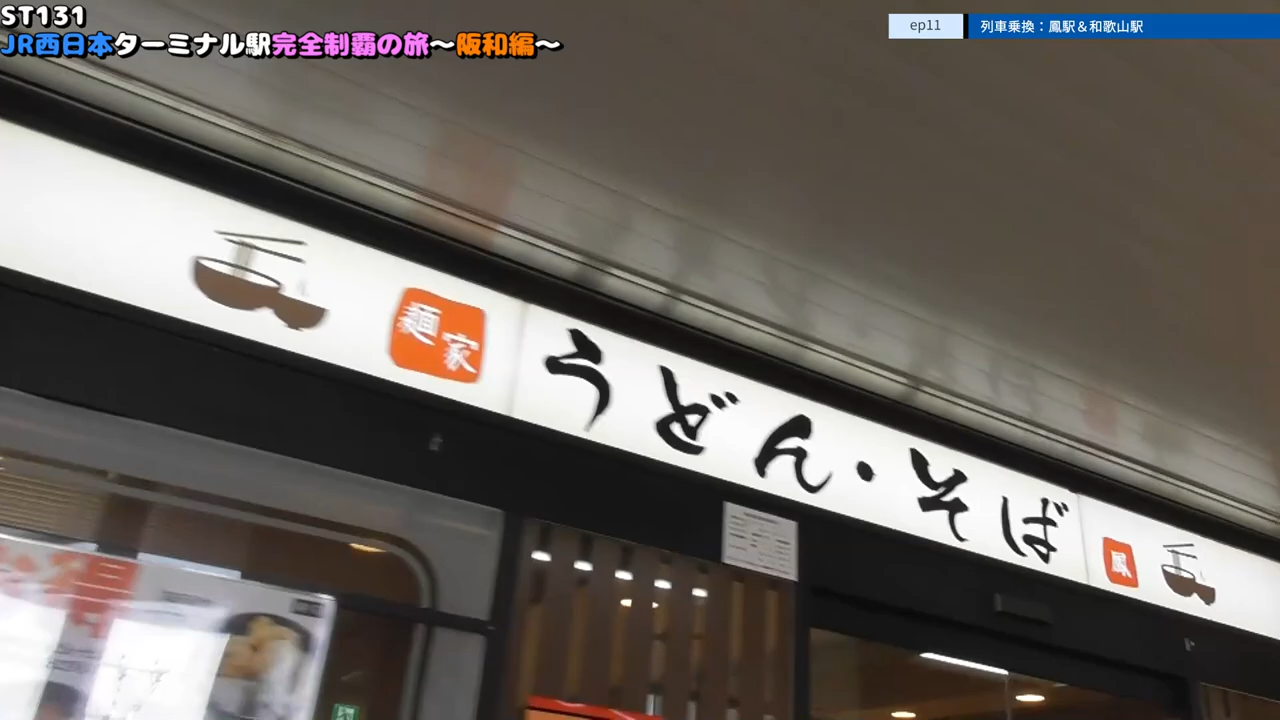 ST131
JR西日本ターミナル駅完全制覇の旅～阪和編～
ep11
列車乗換：鳳駅＆和歌山駅
麺家
うどん・そば
鳳